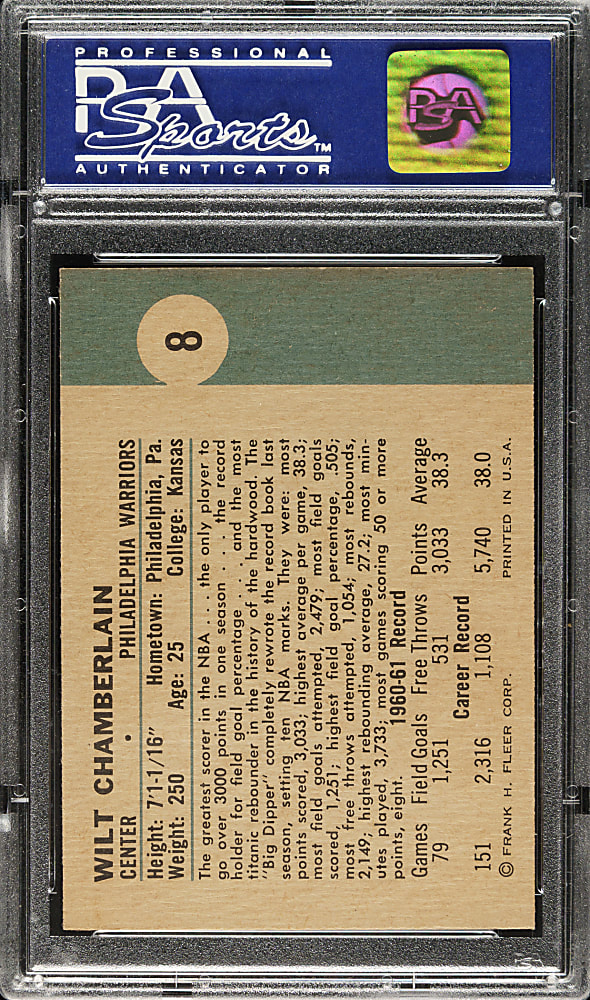 PROFESSIONAL
PSA
Sports TM
AUTHENTICATOR
PSA
8
WILT CHAMBERLAIN
CENTER • PHILADELPHIA WARRIORS
Height: 7'1-1/16" Hometown: Philadelphia, Pa.
Weight: 250 Age: 25 College: Kansas
The greatest scorer in the NBA . . . the only player to
go over 3000 points in one season . . . the record
holder for field goal percentage . . . and the most
titanic rebounder in the history of the hardwood. The
"Big Dipper" completely rewrote the record book last
season, setting ten NBA marks. They were: most
points scored, 3,033; highest average per game, 38.3;
most field goals attempted, 2,479; most field goals
scored, 1,251; highest field goal percentage, .505;
most free throws attempted, 1,054; most rebounds,
2,149; highest rebounding average, 27.2; most min-
utes played, 3,733; most games scoring 50 or more
points, eight.
1960-61 Record
Games Field Goals Free Throws Points Average
79 1,251 531 3,033 38.3
Career Record
151 2,316 1,108 5,740 38.0
© FRANK H. FLEER CORP. PRINTED IN U.S.A.